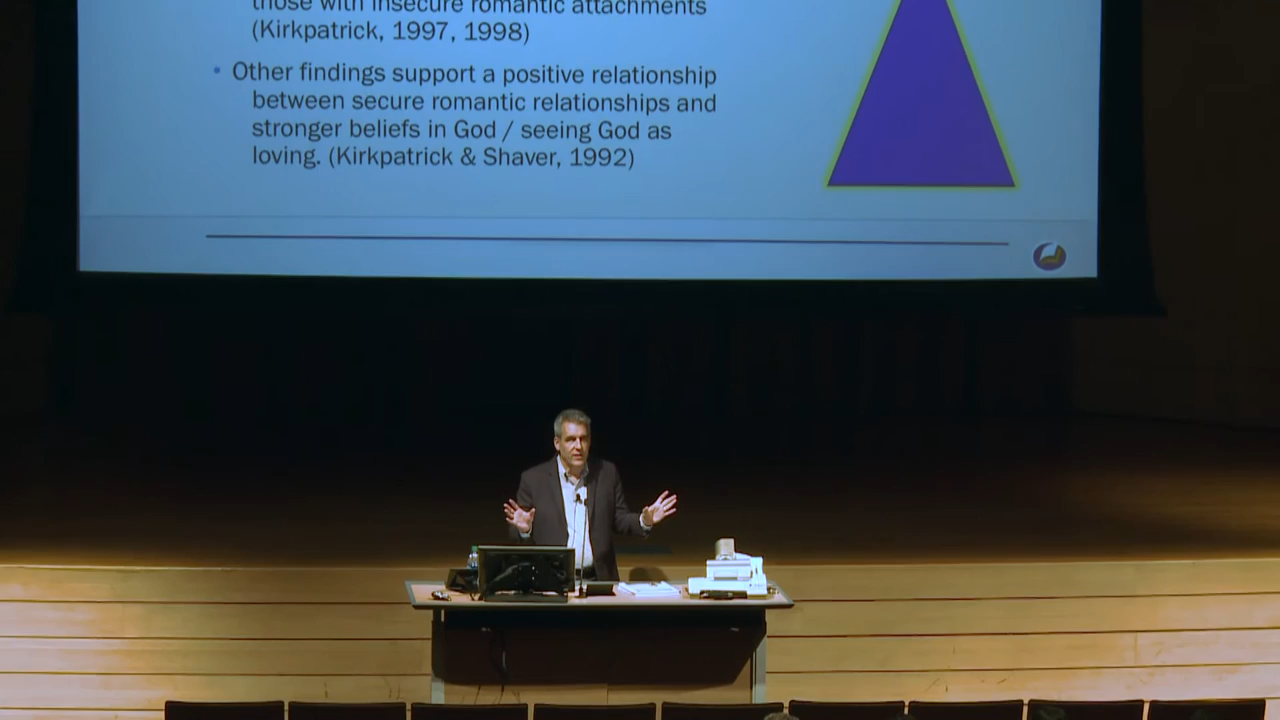 those with insecure romantic attachments
(Kirkpatrick, 1997, 1998)
• Other findings support a positive relationship
between secure romantic relationships and
stronger beliefs in God / seeing God as
loving. (Kirkpatrick & Shaver, 1992)